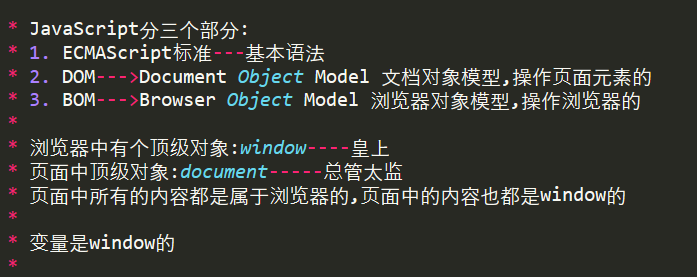 * JavaScript分三个部分:
* 1. ECMAScript标准---基本语法
* 2. DOM--->Document Object Model 文档对象模型,操作页面元素的
* 3. BOM--->Browser Object Model 浏览器对象模型,操作浏览器的
*
* 浏览器中有个顶级对象:window----皇上
* 页面中顶级对象:document-----总管太监
* 页面中所有的内容都是属于浏览器的,页面中的内容也都是window的
*
* 变量是window的
*